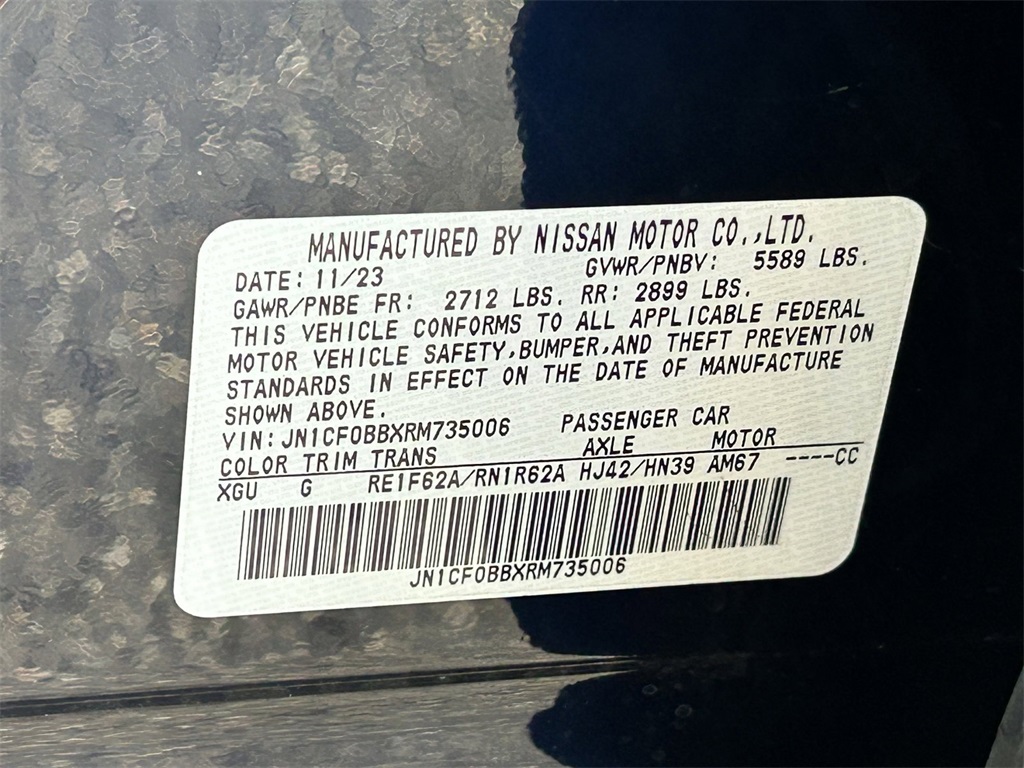 MANUFACTURED BY NISSAN MOTOR CO.,LTD.
DATE: 11/23 GVWR/PNBV: 5589 LBS.
GAWR/PNBE FR: 2712 LBS. RR: 2899 LBS.
THIS VEHICLE CONFORMS TO ALL APPLICABLE FEDERAL
MOTOR VEHICLE SAFETY,BUMPER,AND THEFT PREVENTION
STANDARDS IN EFFECT ON THE DATE OF MANUFACTURE
SHOWN ABOVE.
VIN: JN1CF0BBXRM735006 PASSENGER CAR
COLOR TRIM TRANS AXLE MOTOR
XGU G RE1F62A/RN1R62A HJ42/HN39 AM67 ----CC
JN1CF0BBXRM735006